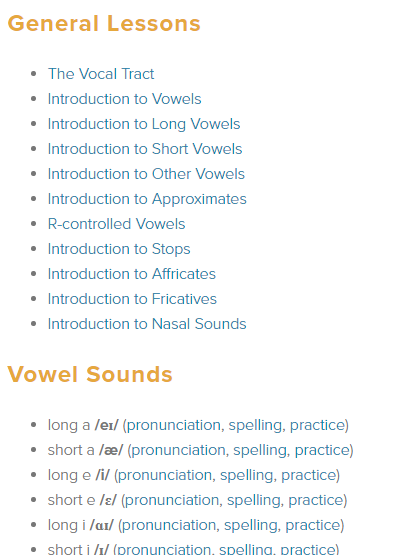 General Lessons
The Vocal Tract
Introduction to Vowels
Introduction to Long Vowels
Introduction to Short Vowels
Introduction to Other Vowels
Introduction to Approximates
R-controlled Vowels
Introduction to Stops
Introduction to Affricates
Introduction to Fricatives
Introduction to Nasal Sounds
Vowel Sounds
long a /eɪ/ (pronunciation, spelling, practice)
short a /æ/ (pronunciation, spelling, practice)
long e /i/ (pronunciation, spelling, practice)
short e /ɛ/ (pronunciation, spelling, practice)
long i /ɑɪ/ (pronunciation, spelling, practice)
short i /ɪ/ (pronunciation, spelling, practice)